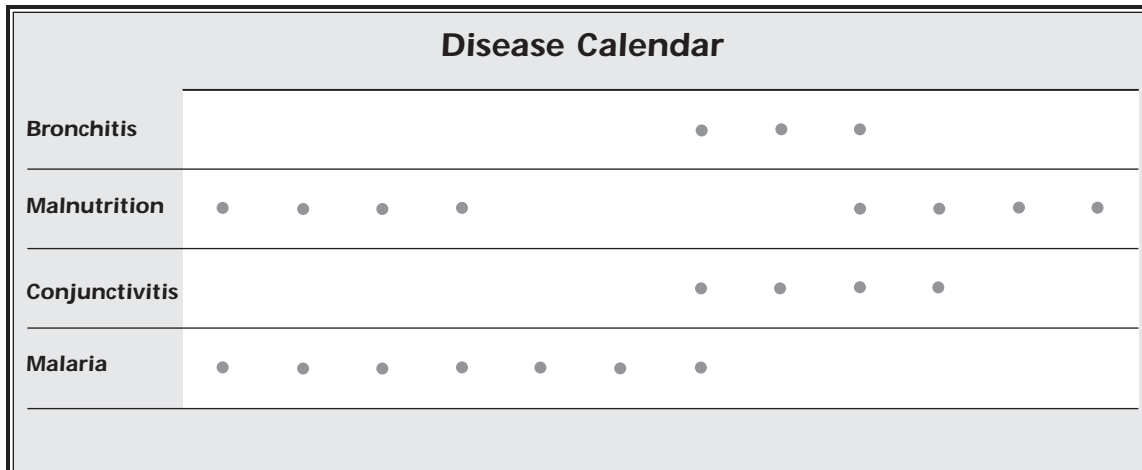 Disease Calendar
Bronchitis
Malnutrition
Conjunctivitis
Malaria